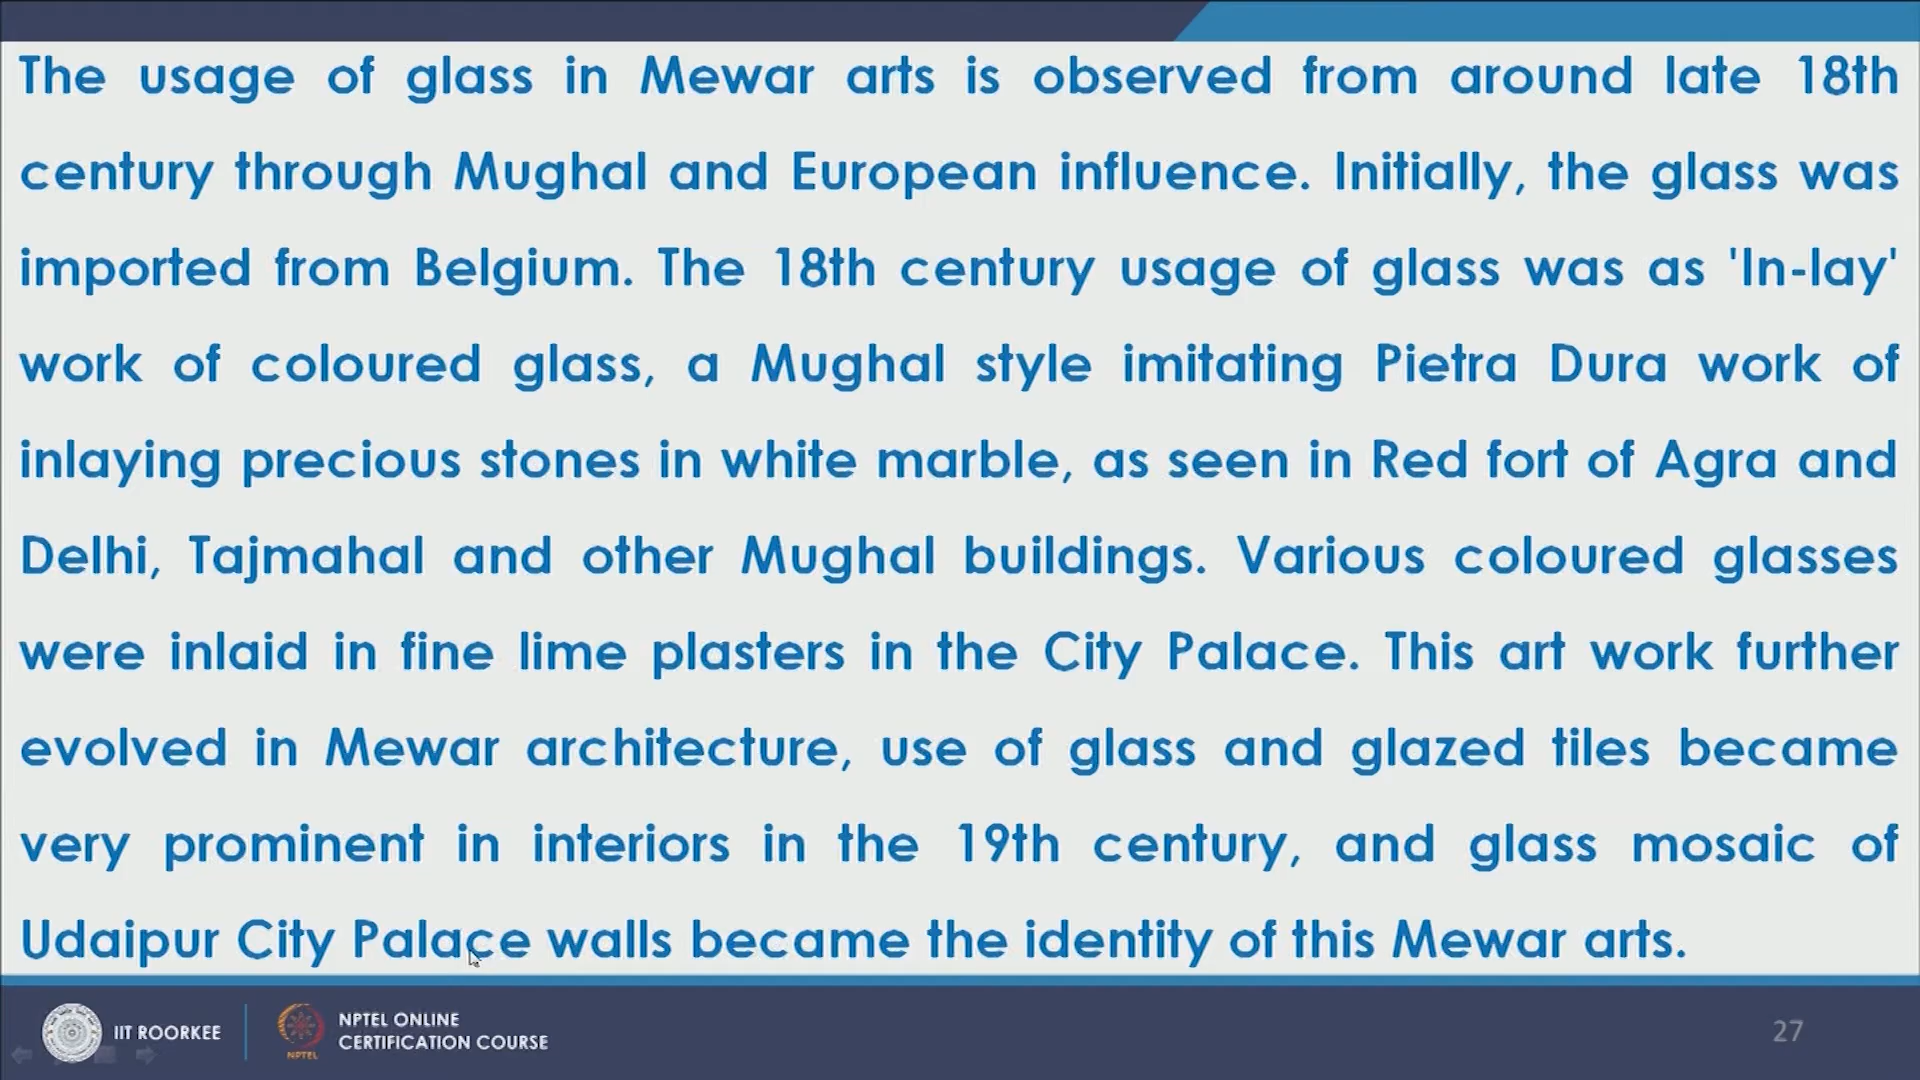 The usage of glass in Mewar arts is observed from around late 18th
century through Mughal and European influence. Initially, the glass was
imported from Belgium. The 18th century usage of glass was as 'In-lay'
work of coloured glass, a Mughal style imitating Pietra Dura work of
inlaying precious stones in white marble, as seen in Red fort of Agra and
Delhi, Tajmahal and other Mughal buildings. Various coloured glasses
were inlaid in fine lime plasters in the City Palace. This art work further
evolved in Mewar architecture, use of glass and glazed tiles became
very prominent in interiors in the 19th century, and glass mosaic of
Udaipur City Palace walls became the identity of this Mewar arts.
IIT ROORKEE
NPTEL
NPTEL ONLINE
CERTIFICATION COURSE
27